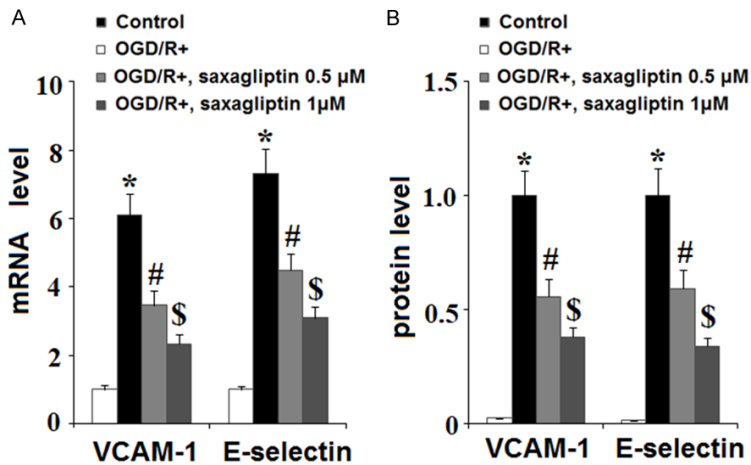 A
Control
OGD/R+
OGD/R+, saxagliptin 0.5 μM
OGD/R+, saxagliptin 1μM
mRNA level
10
8
6
4
2
0
*
#
$
*
#
$
VCAM-1
E-selectin
B
Control
OGD/R+
OGD/R+, saxagliptin 0.5 μM
OGD/R+, saxagliptin 1μM
protein level
1.5
1.0
0.5
0
*
#
$
*
#
$
VCAM-1
E-selectin